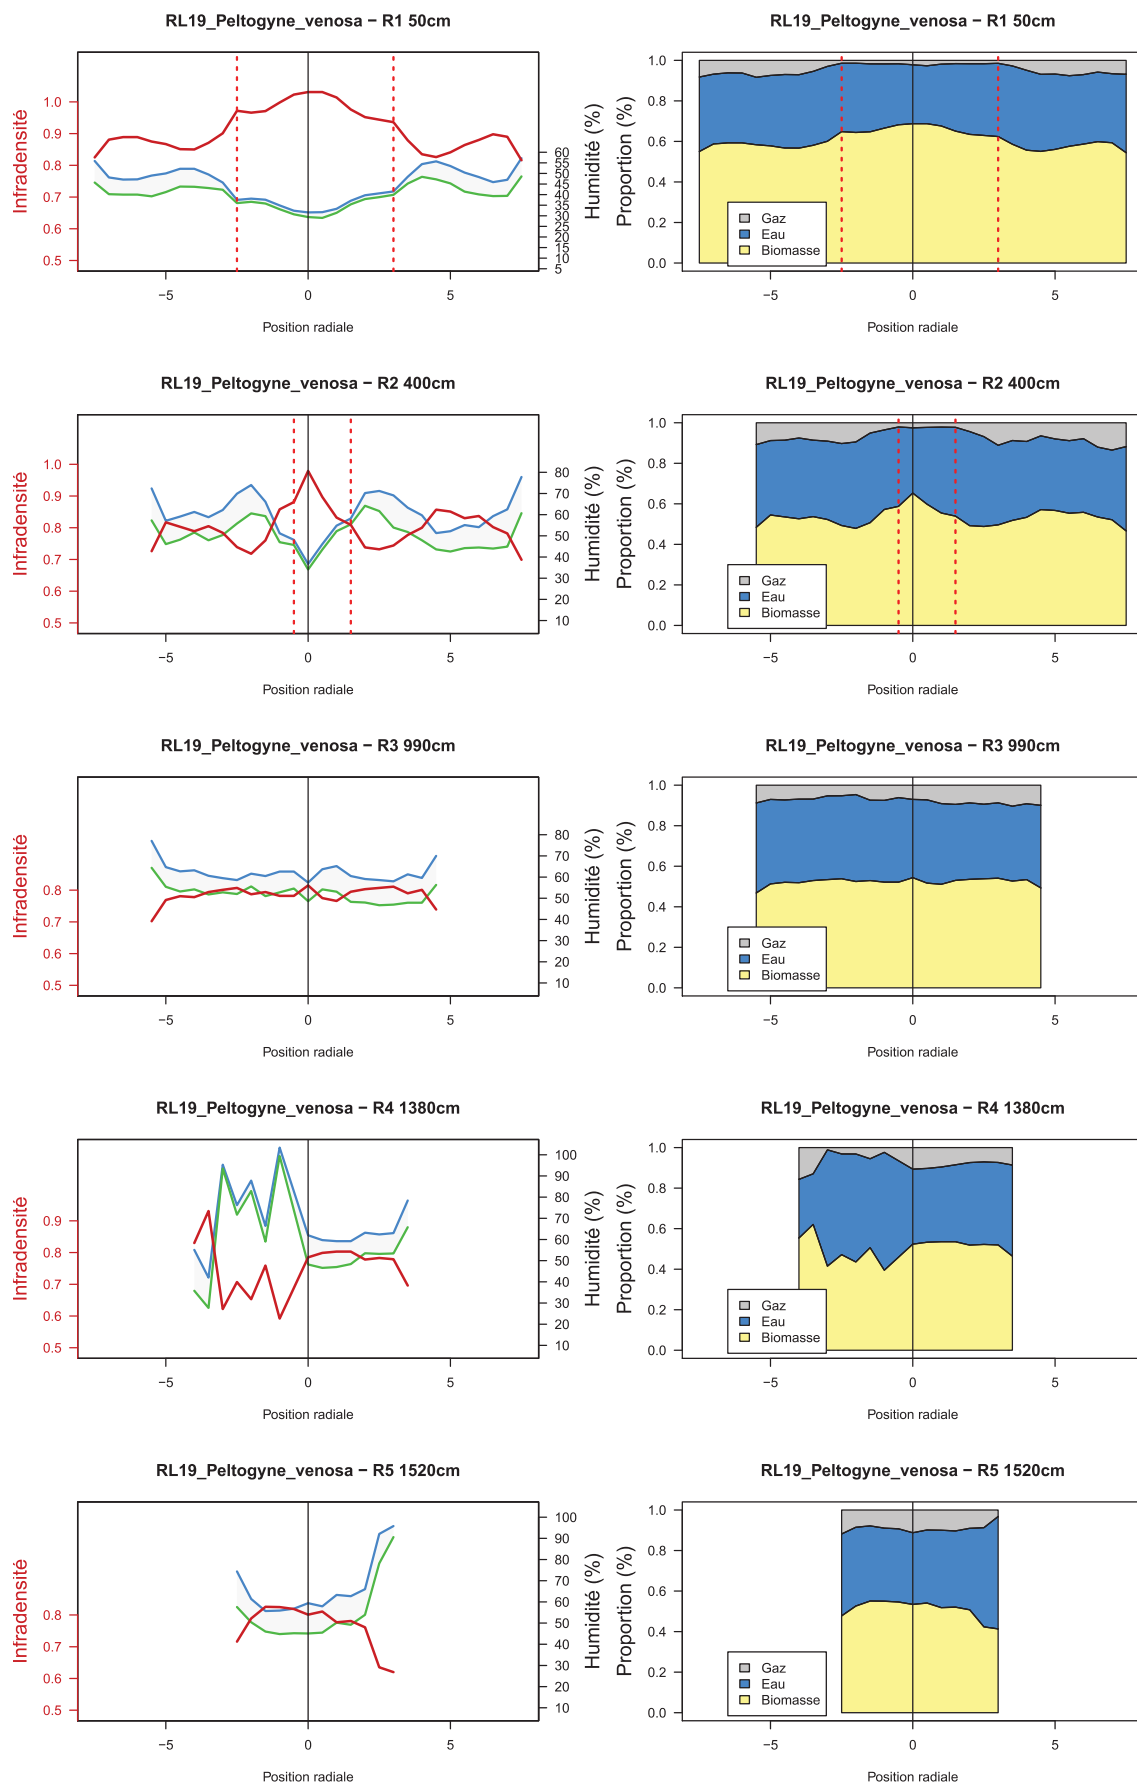 RL19_Peltogyne_venosa − R1 50cm
Infradensité
1.0
0.9
0.8
0.7
0.6
0.5
60
55
50
45
40
35
30
25
20
15
10
5
Humidité (%)
−5 0 5
Position radiale
RL19_Peltogyne_venosa − R1 50cm
Proportion (%)
1.0
0.8
0.6
0.4
0.2
0.0
Gaz
Eau
Biomasse
−5 0 5
Position radiale
RL19_Peltogyne_venosa − R2 400cm
Infradensité
1.0
0.9
0.8
0.7
0.6
0.5
80
70
60
50
40
30
20
10
Humidité (%)
−5 0 5
Position radiale
RL19_Peltogyne_venosa − R2 400cm
Proportion (%)
1.0
0.8
0.6
0.4
0.2
0.0
Gaz
Eau
Biomasse
−5 0 5
Position radiale
RL19_Peltogyne_venosa − R3 990cm
Infradensité
0.8
0.7
0.6
0.5
80
70
60
50
40
30
20
10
Humidité (%)
−5 0 5
Position radiale
RL19_Peltogyne_venosa − R3 990cm
Proportion (%)
1.0
0.8
0.6
0.4
0.2
0.0
Gaz
Eau
Biomasse
−5 0 5
Position radiale
RL19_Peltogyne_venosa − R4 1380cm
Infradensité
0.9
0.8
0.7
0.6
0.5
100
90
80
70
60
50
40
30
20
10
Humidité (%)
−5 0 5
Position radiale
RL19_Peltogyne_venosa − R4 1380cm
Proportion (%)
1.0
0.8
0.6
0.4
0.2
0.0
Gaz
Eau
Biomasse
−5 0 5
Position radiale
RL19_Peltogyne_venosa − R5 1520cm
Infradensité
0.8
0.7
0.6
0.5
100
90
80
70
60
50
40
30
20
10
Humidité (%)
−5 0 5
Position radiale
RL19_Peltogyne_venosa − R5 1520cm
Proportion (%)
1.0
0.8
0.6
0.4
0.2
0.0
Gaz
Eau
Biomasse
−5 0 5
Position radiale